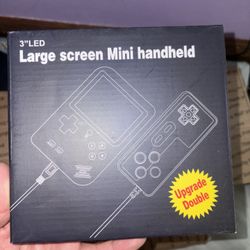 3"LED
Large screen Mini handheld
Upgrade
Double